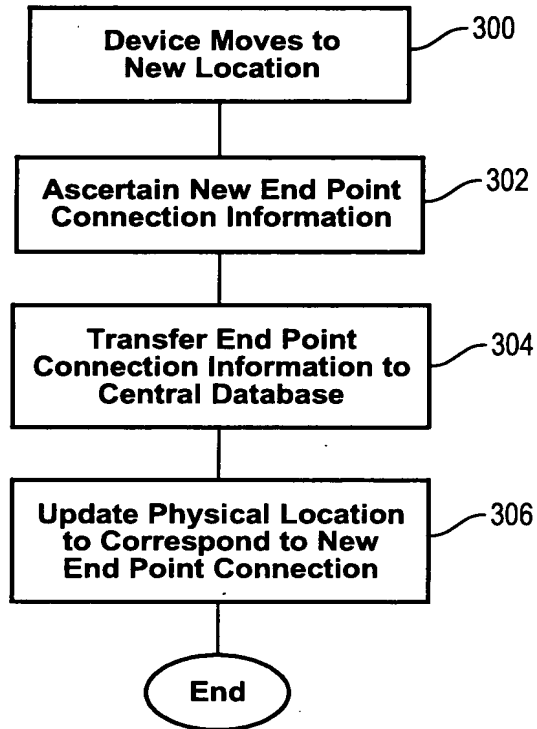 Device Moves to
New Location
300
Ascertain New End Point
Connection Information
302
Transfer End Point
Connection Information to
Central Database
304
Update Physical Location
to Correspond to New
End Point Connection
306
End